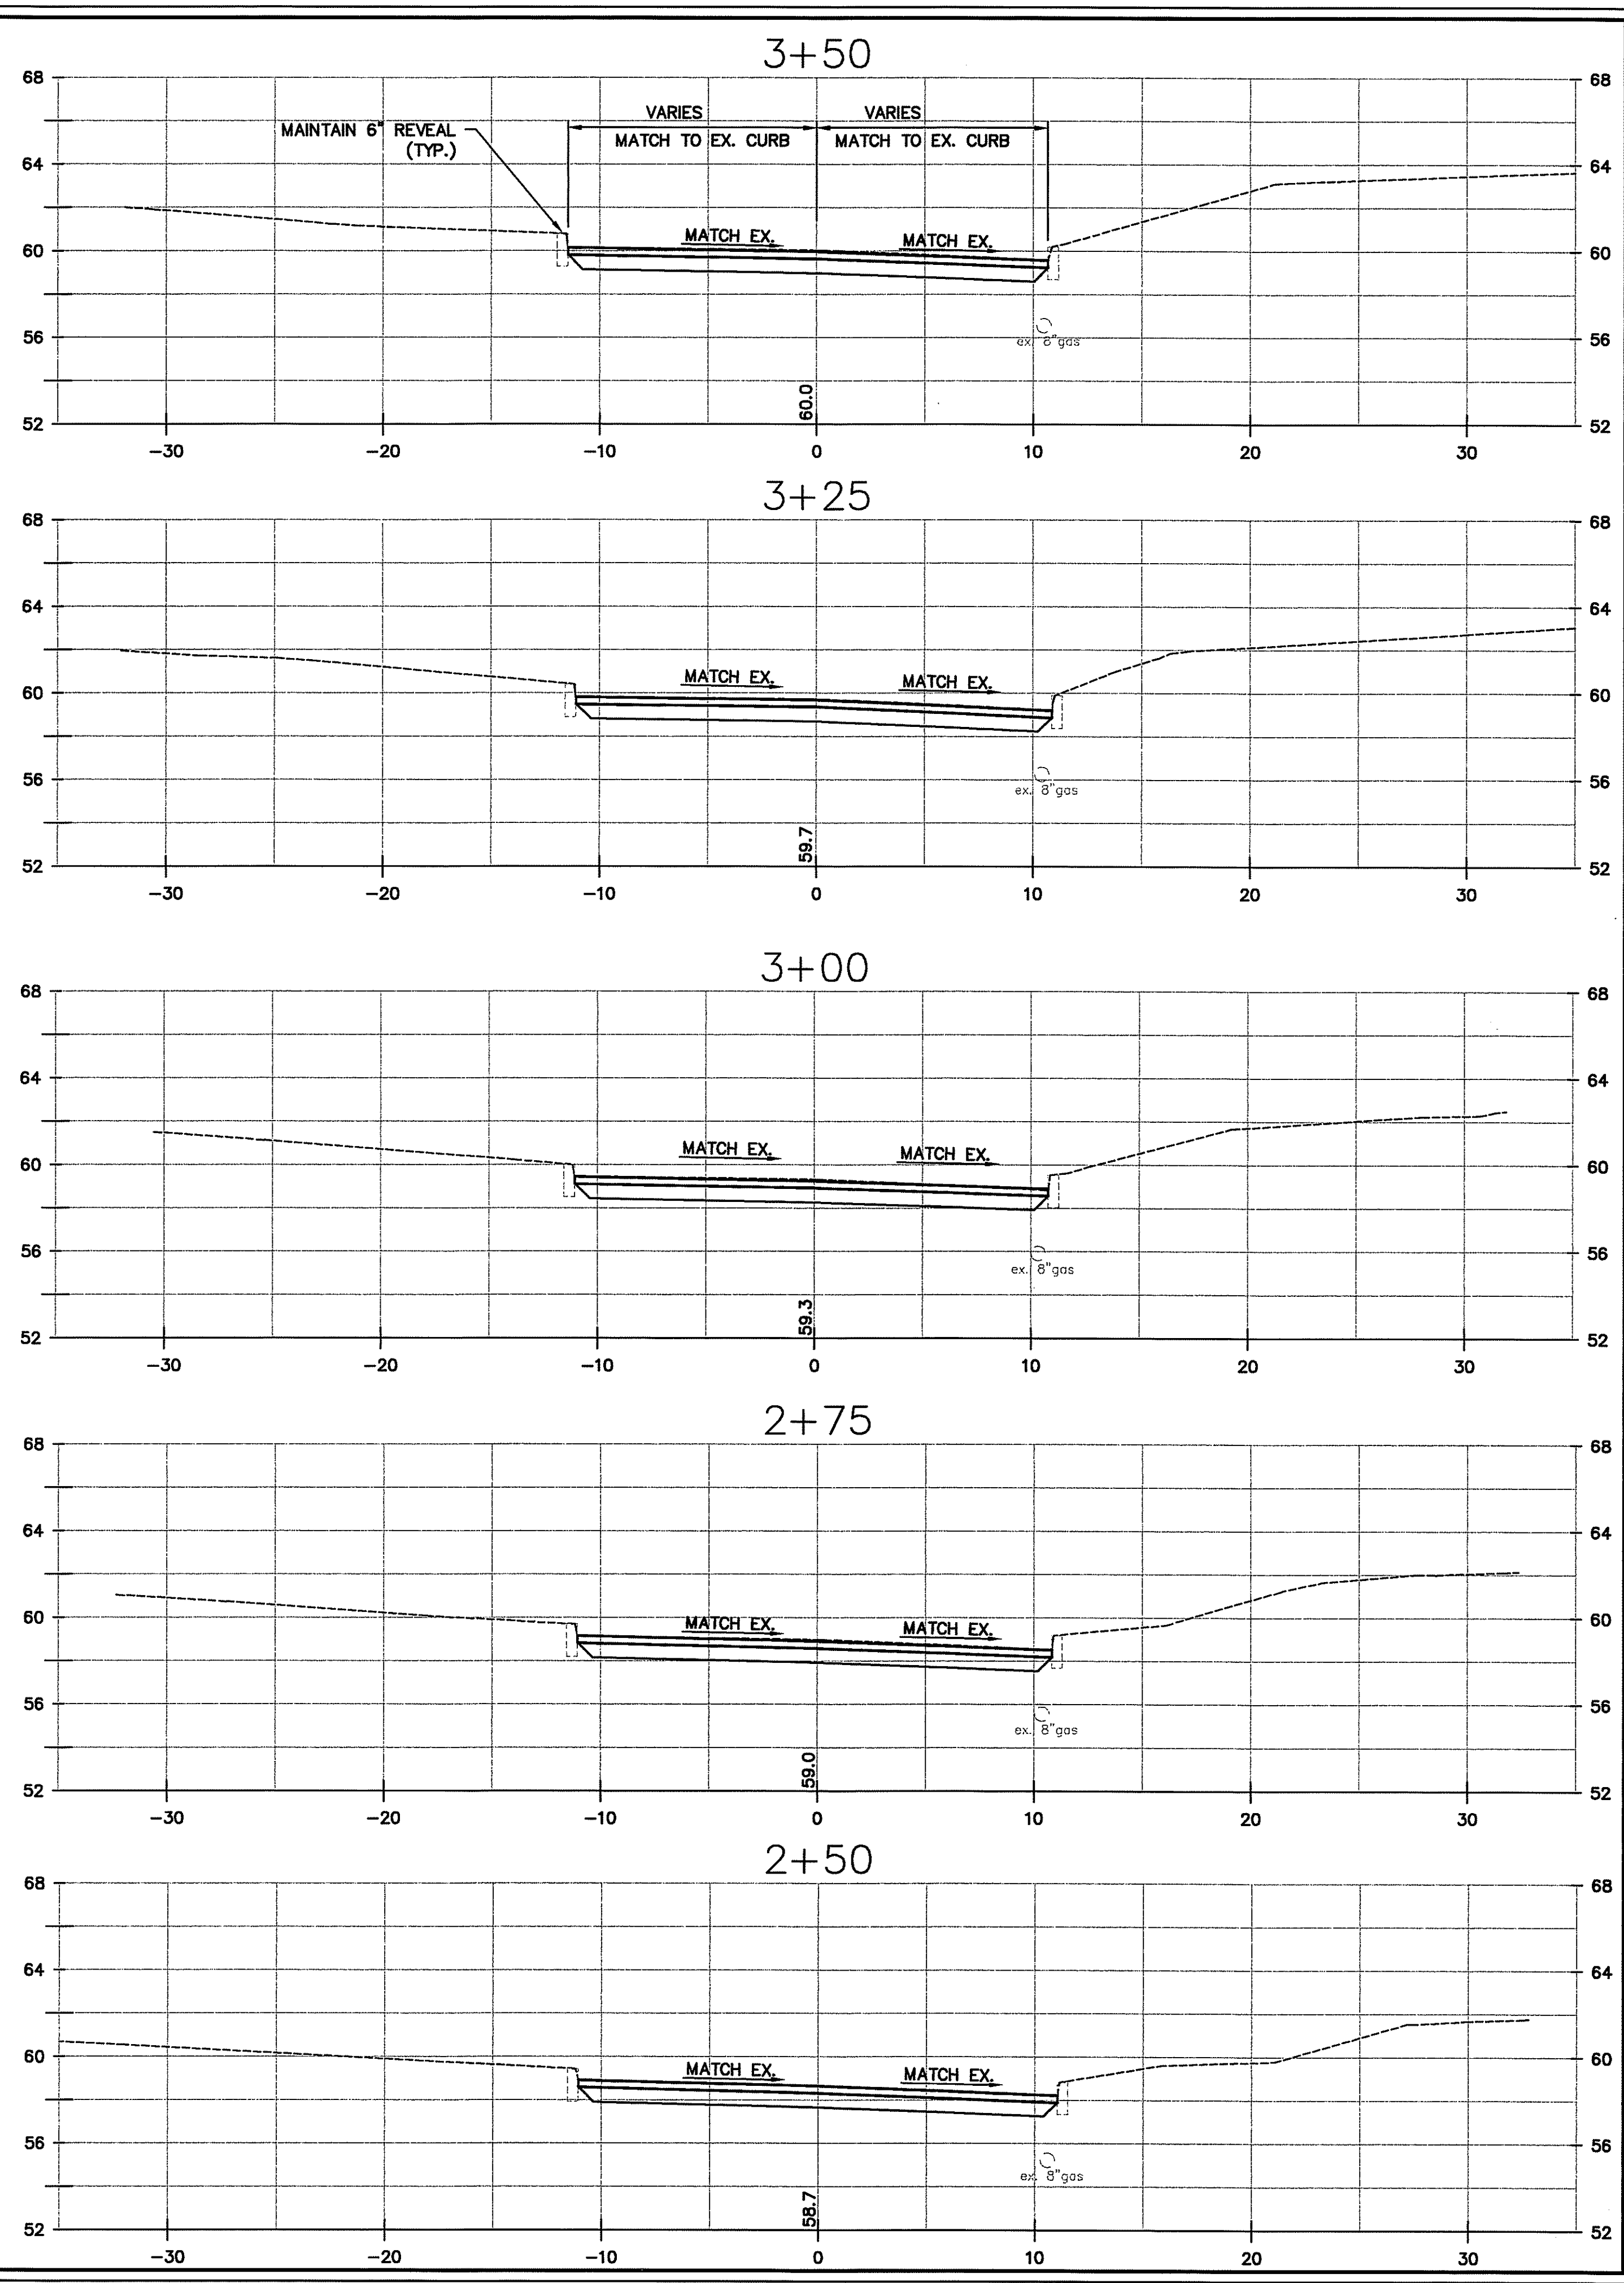 3+50
68 68
VARIES VARIES
MAINTAIN 6" REVEAL
(TYP.)
MATCH TO EX. CURB MATCH TO EX. CURB
64 64
MATCH EX. MATCH EX.
60 60
56 56
ex. 8"gas
60.0
52 52
-30 -20 -10 0 10 20 30
3+25
68 68
64 64
MATCH EX. MATCH EX.
60 60
56 56
ex. 8"gas
59.7
52 52
-30 -20 -10 0 10 20 30
3+00
68 68
64 64
MATCH EX. MATCH EX.
60 60
56 56
ex. 8"gas
59.3
52 52
-30 -20 -10 0 10 20 30
2+75
68 68
64 64
60 60
MATCH EX. MATCH EX.
56 56
ex. 8"gas
59.0
52 52
-30 -20 -10 0 10 20 30
2+50
68 68
64 64
60 60
MATCH EX. MATCH EX.
56 56
ex. 8"gas
58.7
52 52
-30 -20 -10 0 10 20 30